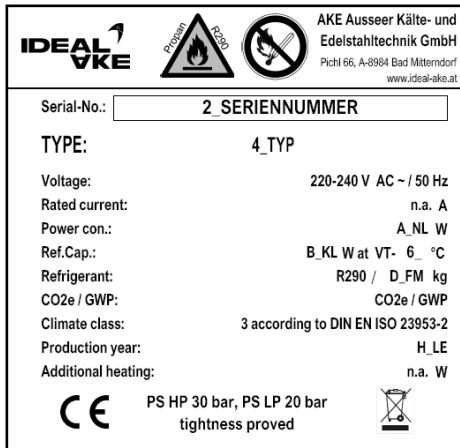 IDEAL
AKE
Propan
R290
AKE Ausseer Kälte- und
Edelstahltechnik GmbH
Pichl 66, A-8984 Bad Mitterndorf
www.ideal-ake.at
Serial-No.: 2_SERIENNUMMER
TYPE: 4_TYP
Voltage: 220-240 V AC ~ / 50 Hz
Rated current: n.a. A
Power con.: A_NL W
Ref.Cap.: B_KL W at VT- 6_ °C
Refrigerant: R290 / D_FM kg
CO2e / GWP: CO2e / GWP
Climate class: 3 according to DIN EN ISO 23953-2
Production year: H_LE
Additional heating: n.a. W
CE
PS HP 30 bar, PS LP 20 bar
tightness proved